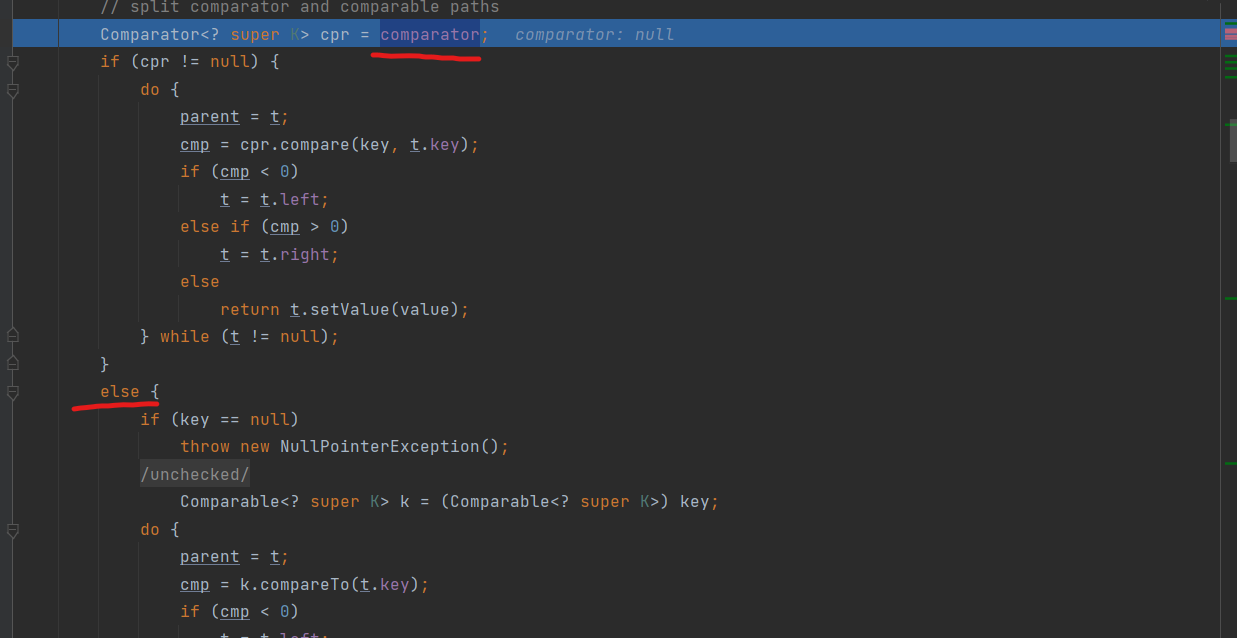 // split comparator and comparable paths
Comparator<? super K> cpr = comparator;   comparator: null
if (cpr != null) {
do {
parent = t;
cmp = cpr.compare(key, t.key);
if (cmp < 0)
t = t.left;
else if (cmp > 0)
t = t.right;
else
return t.setValue(value);
} while (t != null);
}
else {
if (key == null)
throw new NullPointerException();
/unchecked/
Comparable<? super K> k = (Comparable<? super K>) key;
do {
parent = t;
cmp = k.compareTo(t.key);
if (cmp < 0)
t = t.left;